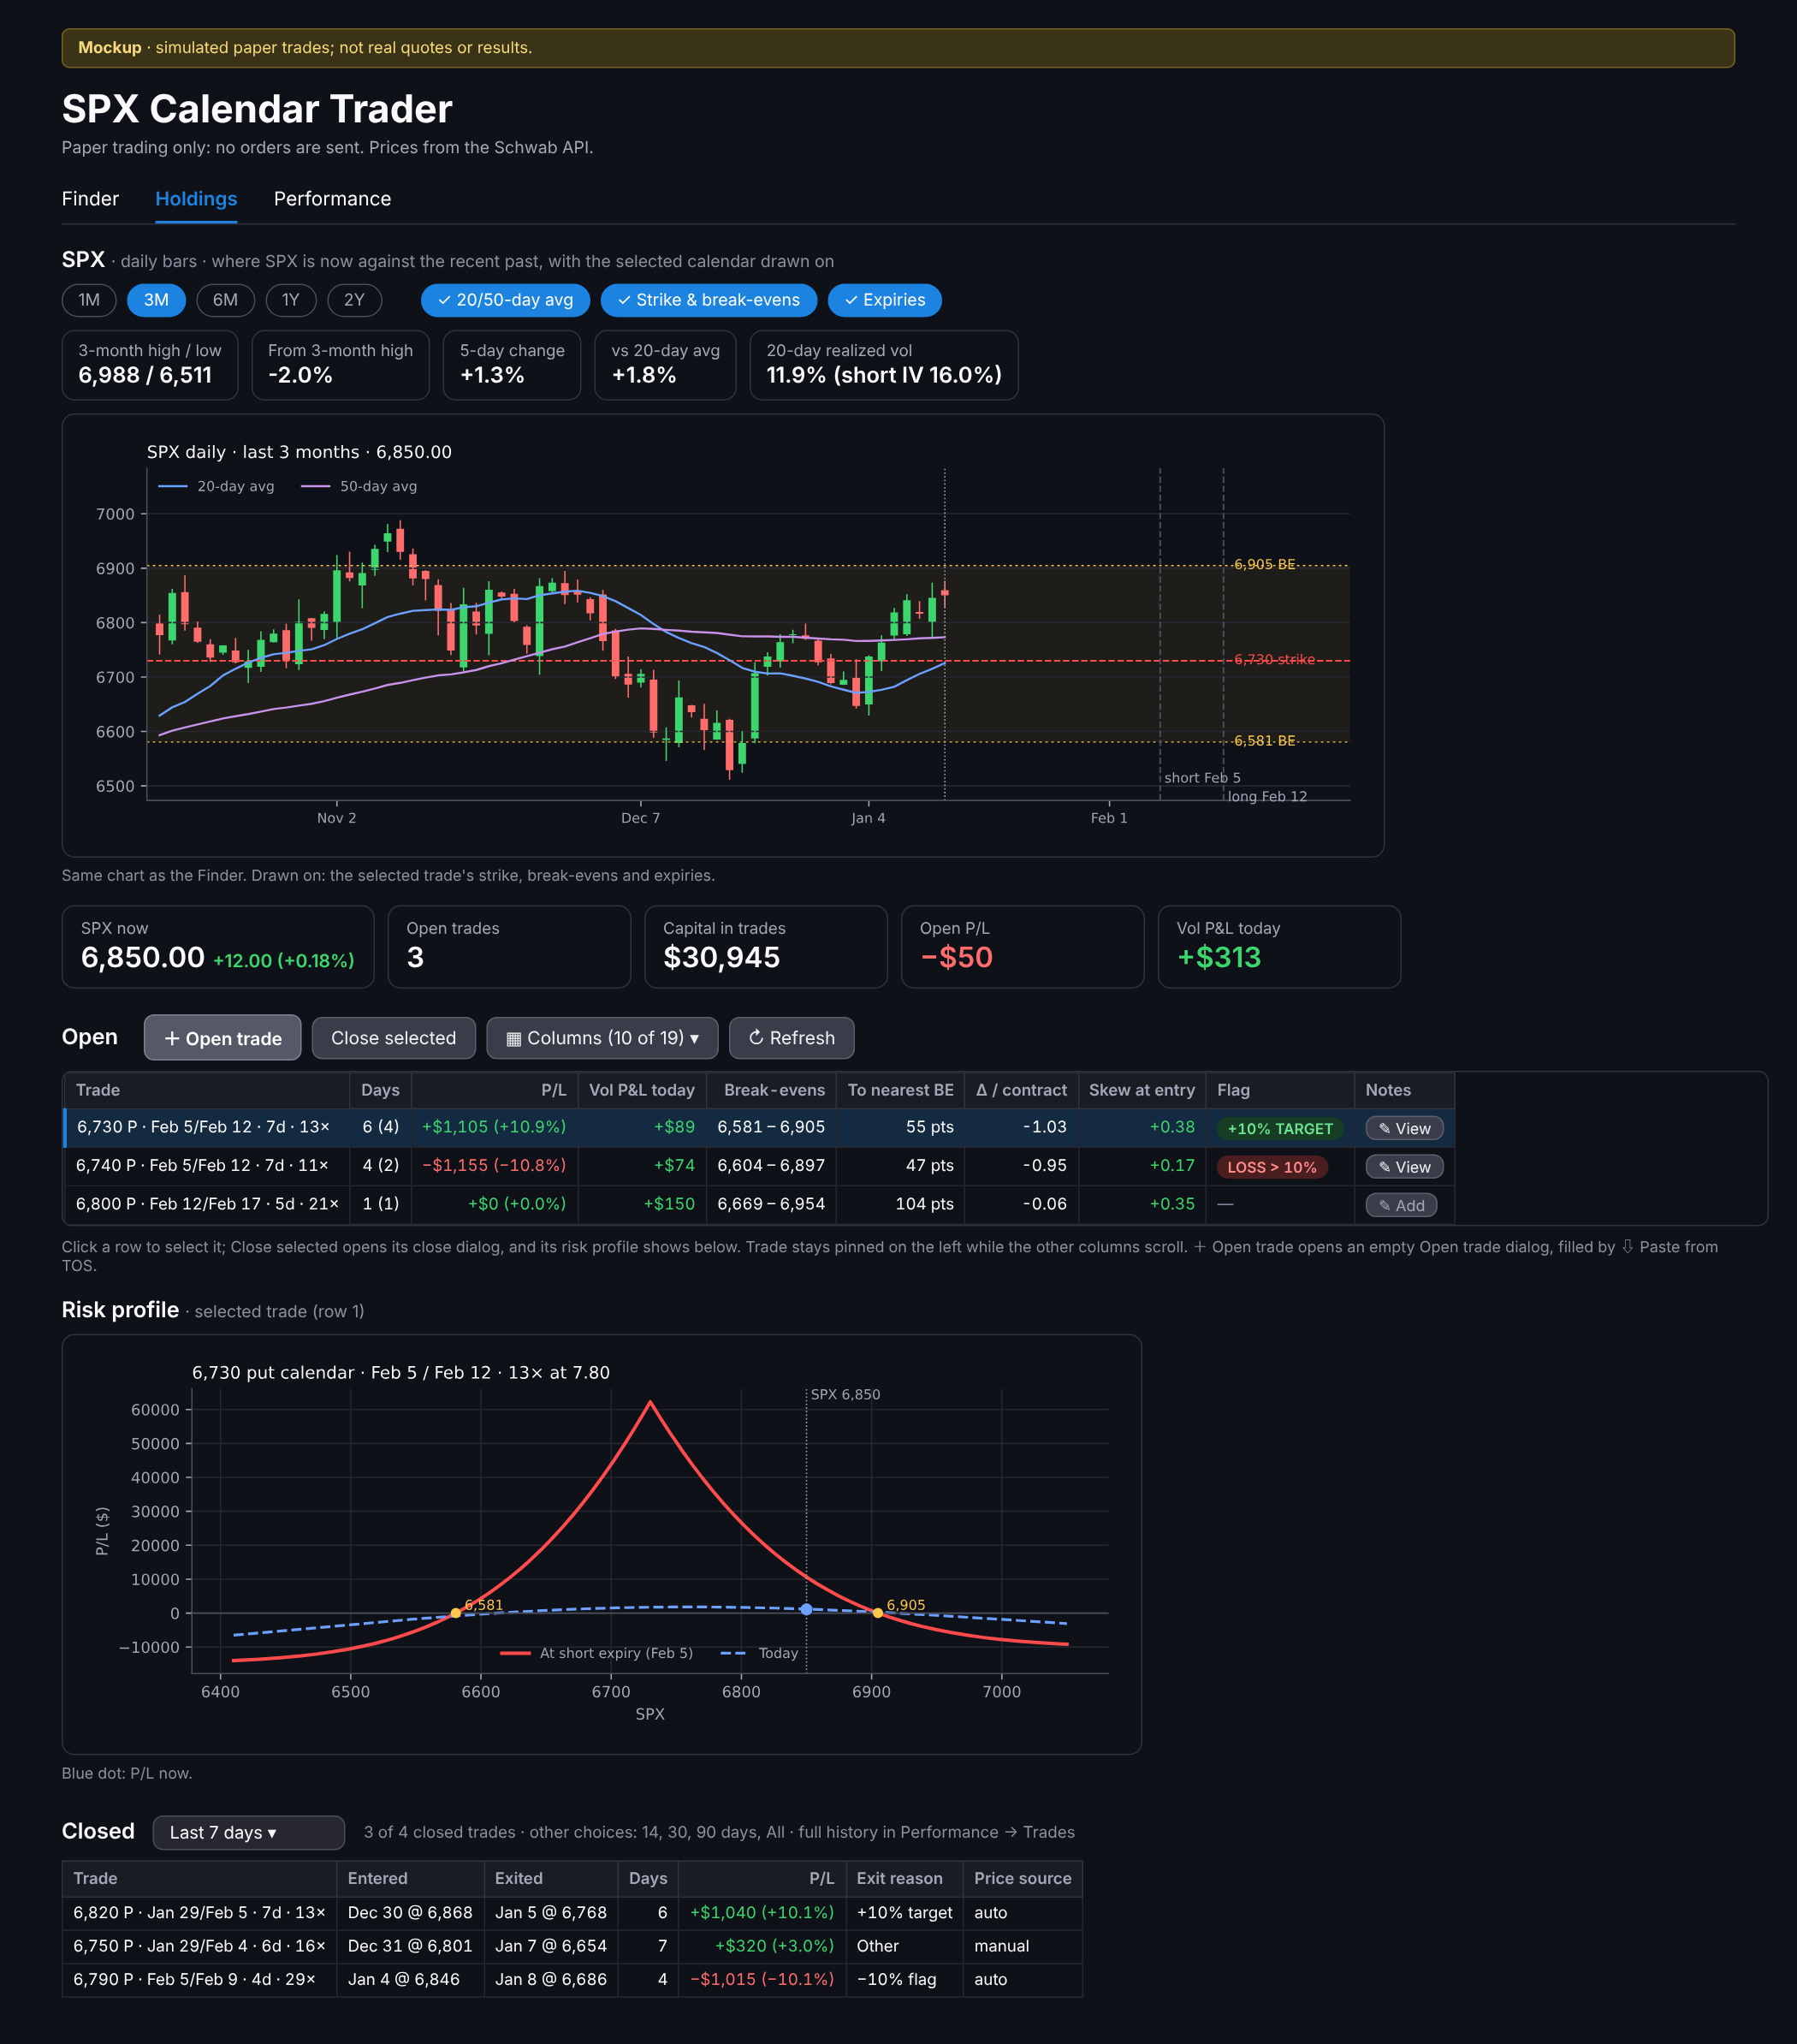 Mockup · simulated paper trades; not real quotes or results.
SPX Calendar Trader
Paper trading only: no orders are sent. Prices from the Schwab API.
Finder Holdings Performance
SPX · daily bars · where SPX is now against the recent past, with the selected calendar drawn on
1M 3M 6M 1Y 2Y ✓ 20/50-day avg ✓ Strike & break-evens ✓ Expiries
3-month high / low From 3-month high 5-day change vs 20-day avg 20-day realized vol
6,988 / 6,511 -2.0% +1.3% +1.8% 11.9% (short IV 16.0%)
SPX daily · last 3 months · 6,850.00
20-day avg 50-day avg
7000
6900
6,905 BE
6800
6,730 strike
6700
6600
6,581 BE
6500
short Feb 5
long Feb 12
Nov 2 Dec 7 Jan 4 Feb 1
Same chart as the Finder. Drawn on: the selected trade's strike, break-evens and expiries.
SPX now Open trades Capital in trades Open P/L Vol P&L today
6,850.00 +12.00 (+0.18%) 3 $30,945 −$50 +$313
Open + Open trade Close selected ▦ Columns (10 of 19) ▾ ↻ Refresh
Trade Days P/L Vol P&L today Break-evens To nearest BE Δ / contract Skew at entry Flag Notes
6,730 P · Feb 5/Feb 12 · 7d · 13× 6 (4) +$1,105 (+10.9%) +$89 6,581 – 6,905 55 pts -1.03 +0.38 +10% TARGET ✎ View
6,740 P · Feb 5/Feb 12 · 7d · 11× 4 (2) −$1,155 (−10.8%) +$74 6,604 – 6,897 47 pts -0.95 +0.17 LOSS > 10% ✎ View
6,800 P · Feb 12/Feb 17 · 5d · 21× 1 (1) +$0 (+0.0%) +$150 6,669 – 6,954 104 pts -0.06 +0.35 — ✎ Add
Click a row to select it; Close selected opens its close dialog, and its risk profile shows below. Trade stays pinned on the left while the other columns scroll. + Open trade opens an empty Open trade dialog, filled by ⇩ Paste from
TOS.
Risk profile · selected trade (row 1)
6,730 put calendar · Feb 5 / Feb 12 · 13× at 7.80
SPX 6,850
60000
50000
40000
30000
20000
10000
0
−10000
P/L ($)
6,581 6,905
At short expiry (Feb 5) Today
6400 6500 6600 6700 6800 6900 7000
SPX
Blue dot: P/L now.
Closed Last 7 days ▾ 3 of 4 closed trades · other choices: 14, 30, 90 days, All · full history in Performance → Trades
Trade Entered Exited Days P/L Exit reason Price source
6,820 P · Jan 29/Feb 5 · 7d · 13× Dec 30 @ 6,868 Jan 5 @ 6,768 6 +$1,040 (+10.1%) +10% target auto
6,750 P · Jan 29/Feb 4 · 6d · 16× Dec 31 @ 6,801 Jan 7 @ 6,654 7 +$320 (+3.0%) Other manual
6,790 P · Feb 5/Feb 9 · 4d · 29× Jan 4 @ 6,846 Jan 8 @ 6,686 4 −$1,015 (−10.1%) −10% flag auto